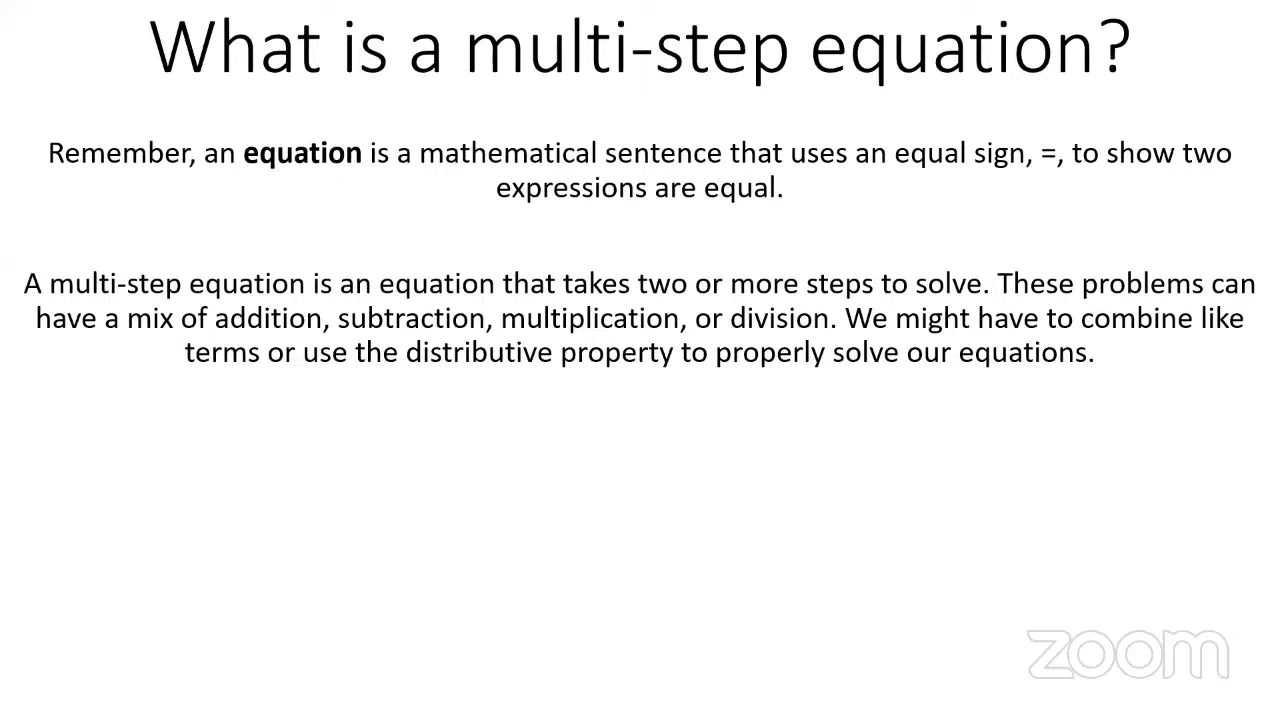 What is a multi-step equation?
Remember, an equation is a mathematical sentence that uses an equal sign, =, to show two
expressions are equal.
A multi-step equation is an equation that takes two or more steps to solve. These problems can
have a mix of addition, subtraction, multiplication, or division. We might have to combine like
terms or use the distributive property to properly solve our equations.
zoom